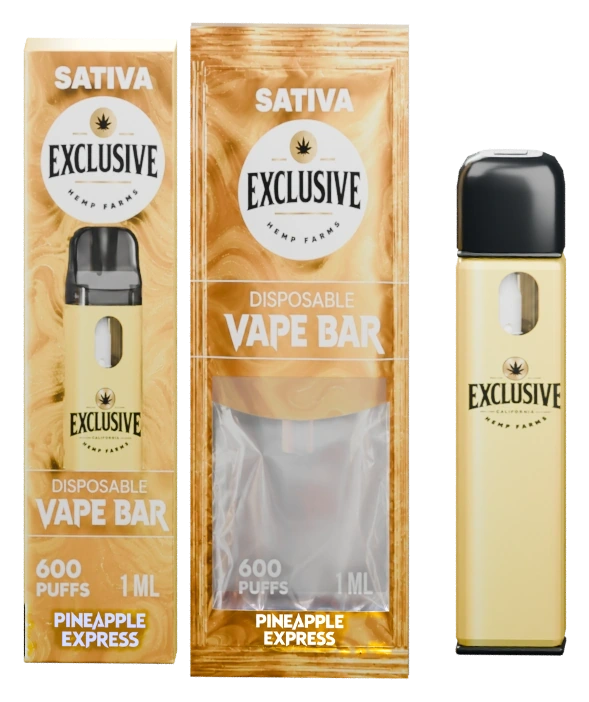 SATIVA
EXCLUSIVE
HEMP FARMS
EXCLUSIVE
CALIFORNIA
HEMP FARMS
DISPOSABLE
VAPE BAR
600
PUFFS
1 ML
PINEAPPLE
EXPRESS
SATIVA
EXCLUSIVE
HEMP FARMS
DISPOSABLE
VAPE BAR
600
PUFFS
1 ML
PINEAPPLE
EXPRESS
EXCLUSIVE
CALIFORNIA
HEMP FARMS